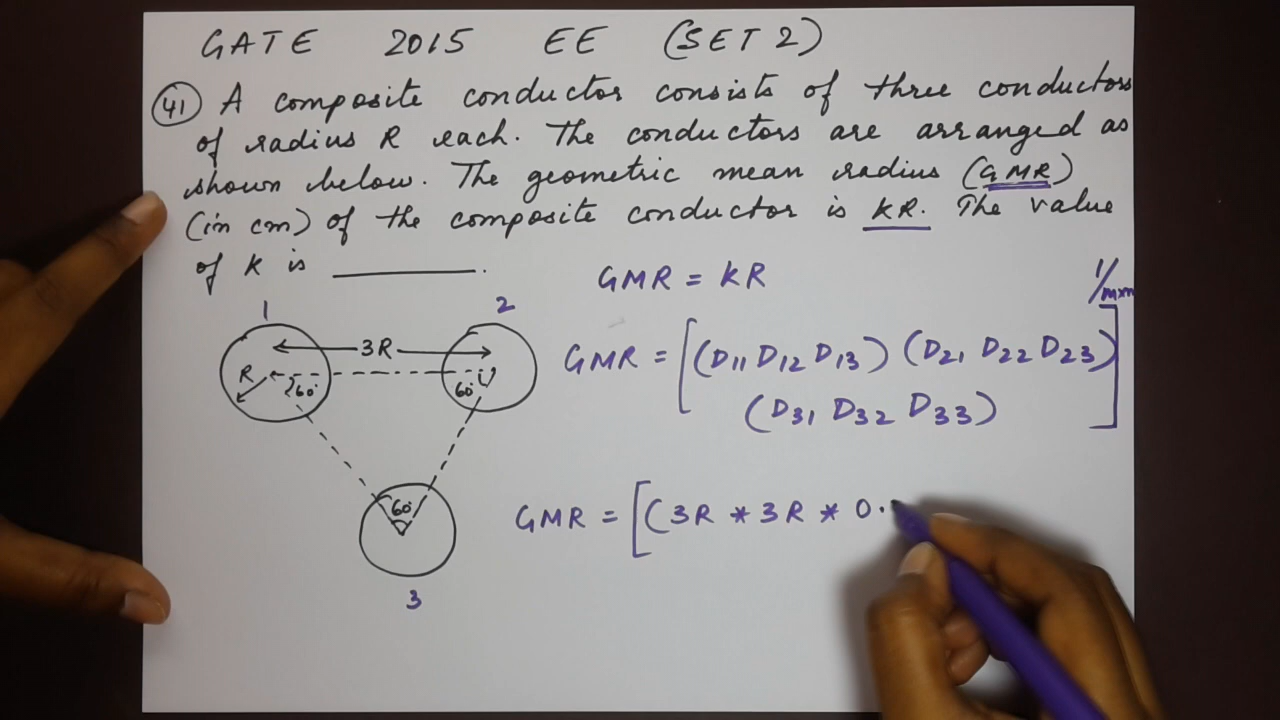 GATE 2015 EE (SET 2)
41 A composite conductor consists of three conductors
of radius R each. The conductors are arranged as
shown below. The geometric mean radius (GMR)
(in cm) of the composite conductor is kR. The value
of k is ________.
GMR = kR
1/mxm
GMR = [(D11 D12 D13) (D21 D22 D23)
(D31 D32 D33)]
1
2
3R
R
60°
60°
60°
3
GMR = [(3R * 3R * 0.